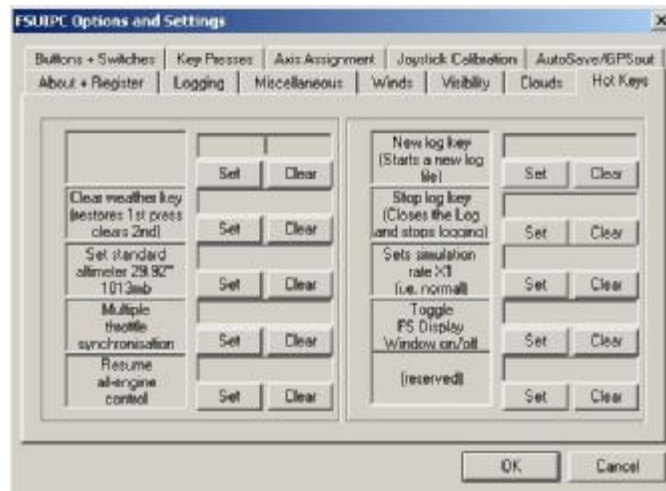 FSUIPC Options and Settings
Buttons + Switches
Key Presses
Axis Assignment
Joystick Calibration
AutoSave/GPSout
About + Register
Logging
Miscellaneous
Winds
Visibility
Clouds
Hot Keys
Set
Clear
Clear weather key
(restores 1st press
clears 2nd)
Set
Clear
Set standard
altimeter 29.92"
1013mb
Set
Clear
Multiple
throttle
synchronisation
Set
Clear
Resume
all-engine
control
Set
Clear
New log key
(Starts a new log
file)
Set
Clear
Stop log key
(Closes the Log
and stops logging)
Set
Clear
Sets simulation
rate X1
(i.e. normal)
Set
Clear
Toggle
FS Display
Window on/off
Set
Clear
(reserved)
Set
Clear
OK
Cancel